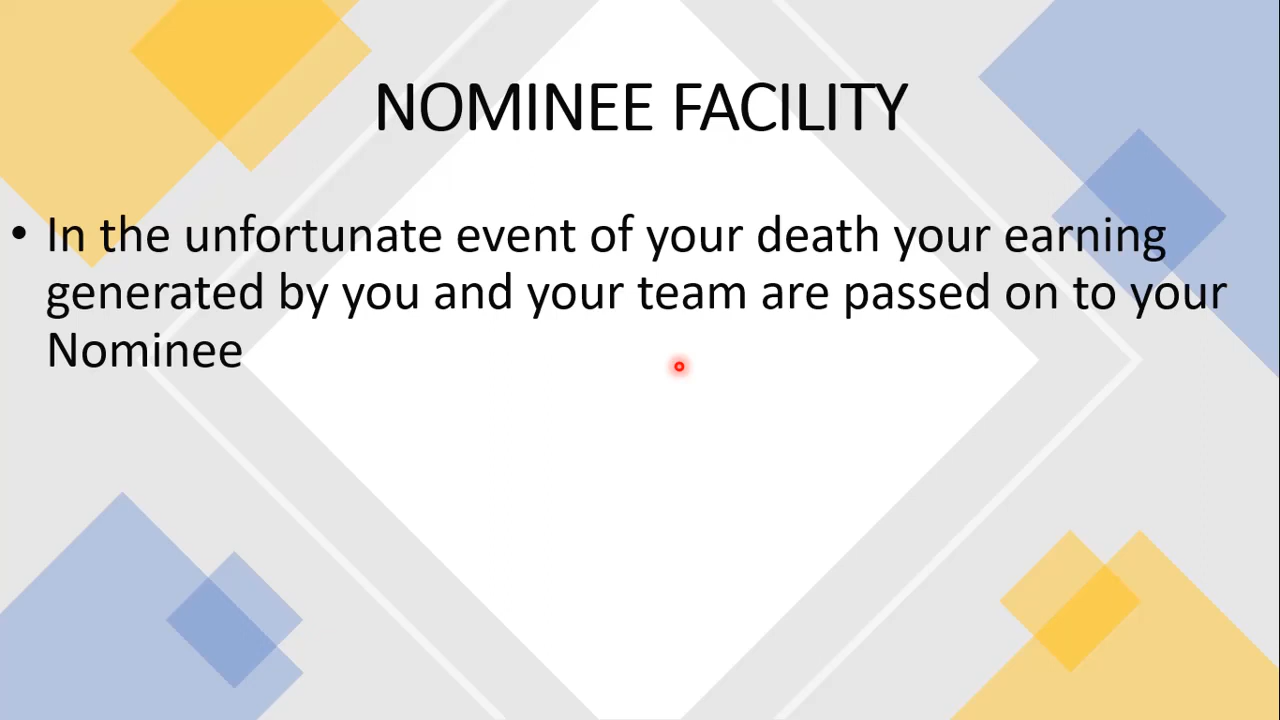 NOMINEE FACILITY
• In the unfortunate event of your death your earning
generated by you and your team are passed on to your
Nominee